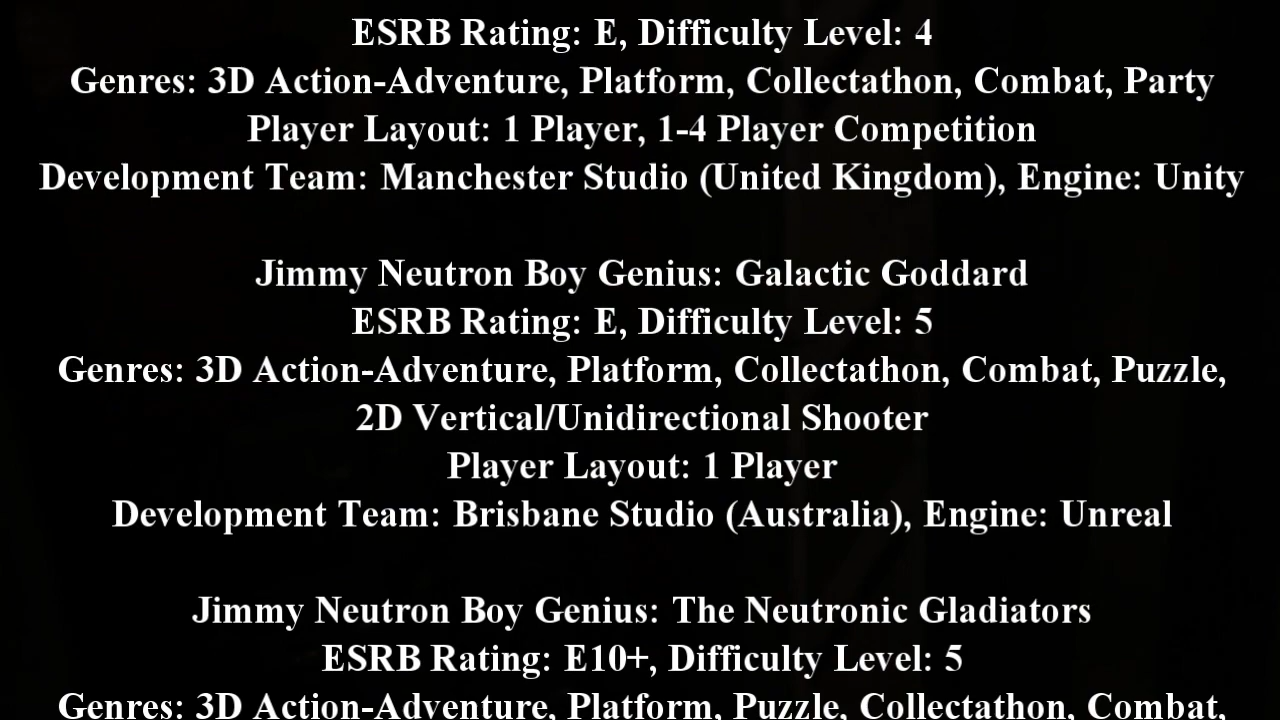 ESRB Rating: E, Difficulty Level: 4
Genres: 3D Action-Adventure, Platform, Collectathon, Combat, Party
Player Layout: 1 Player, 1-4 Player Competition
Development Team: Manchester Studio (United Kingdom), Engine: Unity
Jimmy Neutron Boy Genius: Galactic Goddard
ESRB Rating: E, Difficulty Level: 5
Genres: 3D Action-Adventure, Platform, Collectathon, Combat, Puzzle,
2D Vertical/Unidirectional Shooter
Player Layout: 1 Player
Development Team: Brisbane Studio (Australia), Engine: Unreal
Jimmy Neutron Boy Genius: The Neutronic Gladiators
ESRB Rating: E10+, Difficulty Level: 5
Genres: 3D Action-Adventure, Platform, Puzzle, Collectathon, Combat,